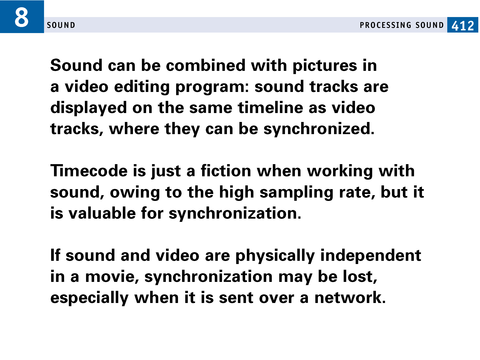 8 SOUND PROCESSING SOUND 412
Sound can be combined with pictures in
a video editing program: sound tracks are
displayed on the same timeline as video
tracks, where they can be synchronized.
Timecode is just a fiction when working with
sound, owing to the high sampling rate, but it
is valuable for synchronization.
If sound and video are physically independent
in a movie, synchronization may be lost,
especially when it is sent over a network.